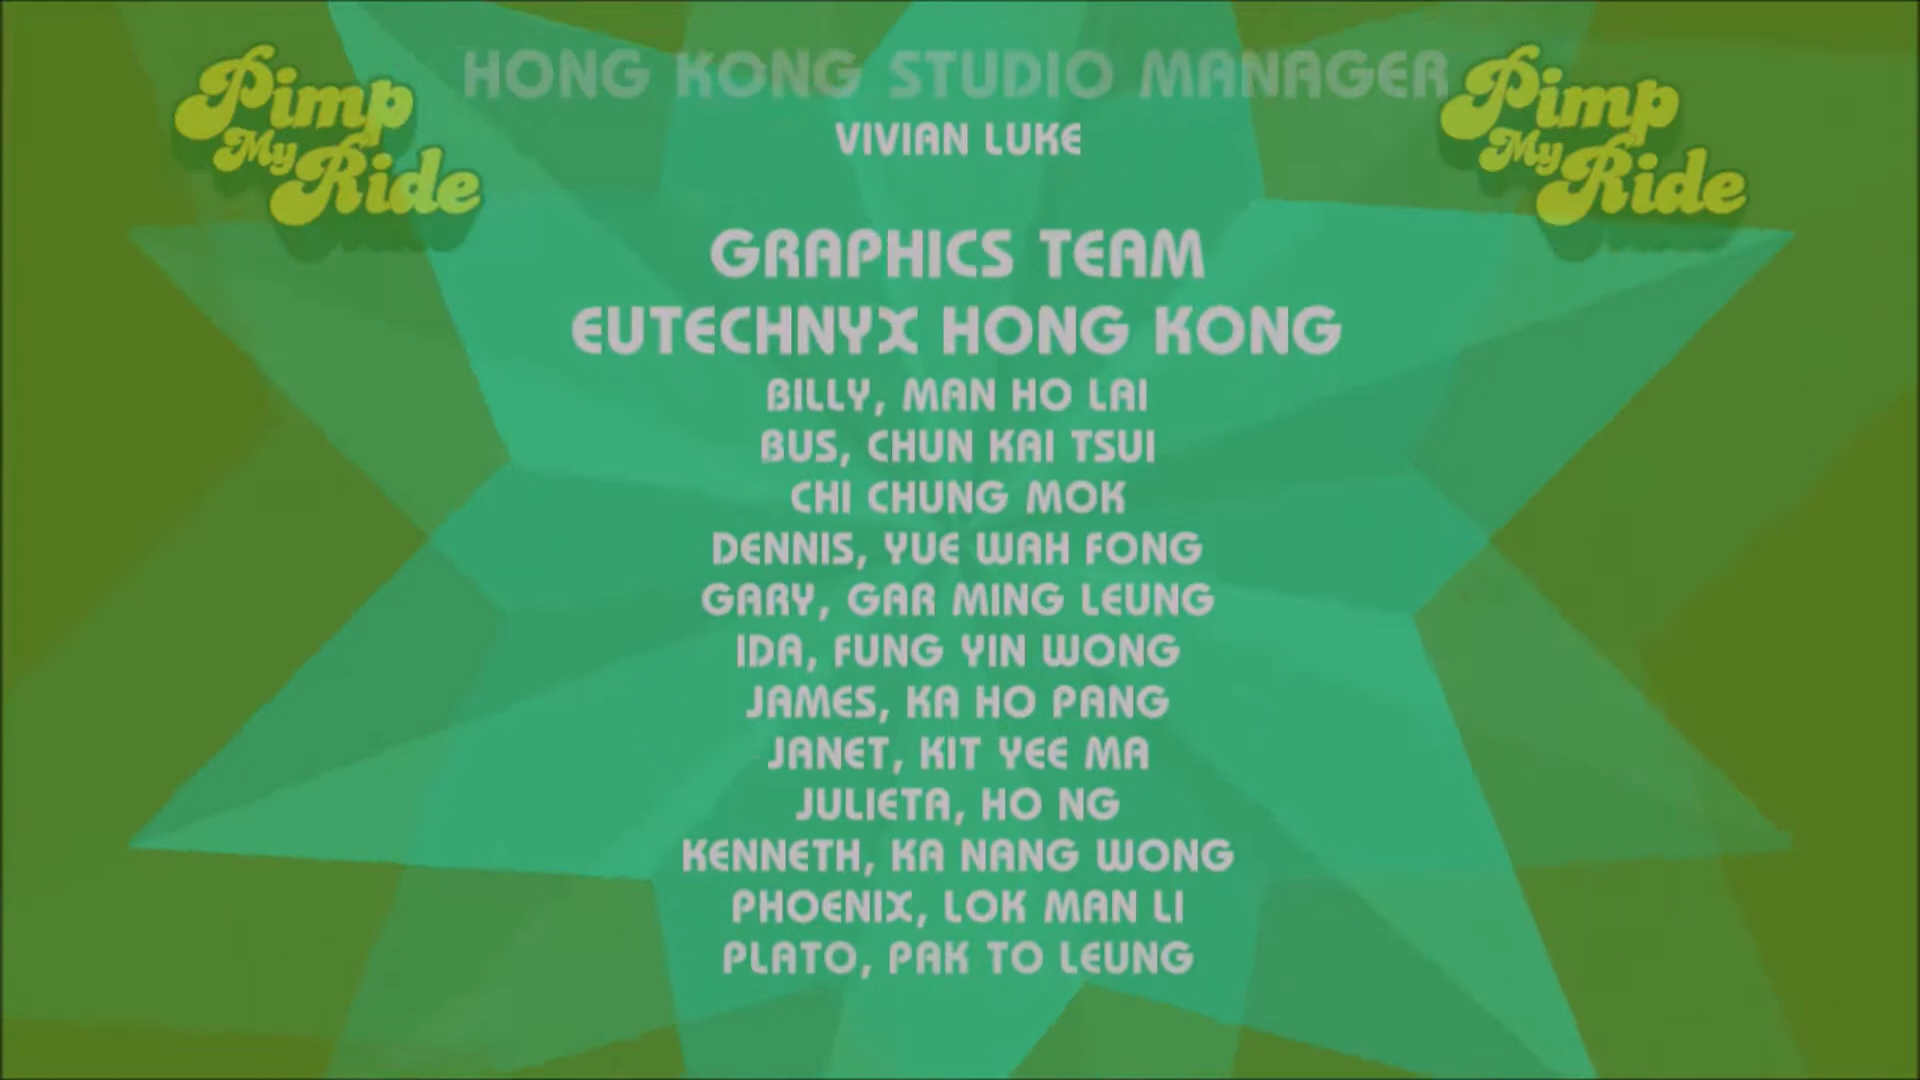 Pimp
My
Ride
HONG KONG STUDIO MANAGER
VIVIAN LUKE
Pimp
My
Ride
GRAPHICS TEAM
EUTECHNYX HONG KONG
BILLY, MAN HO LAI
BUS, CHUN KAI TSUI
CHI CHUNG MOK
DENNIS, YUE WAH FONG
GARY, GAR MING LEUNG
IDA, FUNG YIN WONG
JAMES, KA HO PANG
JANET, KIT YEE MA
JULIETA, HO NG
KENNETH, KA NANG WONG
PHOENIX, LOK MAN LI
PLATO, PAK TO LEUNG